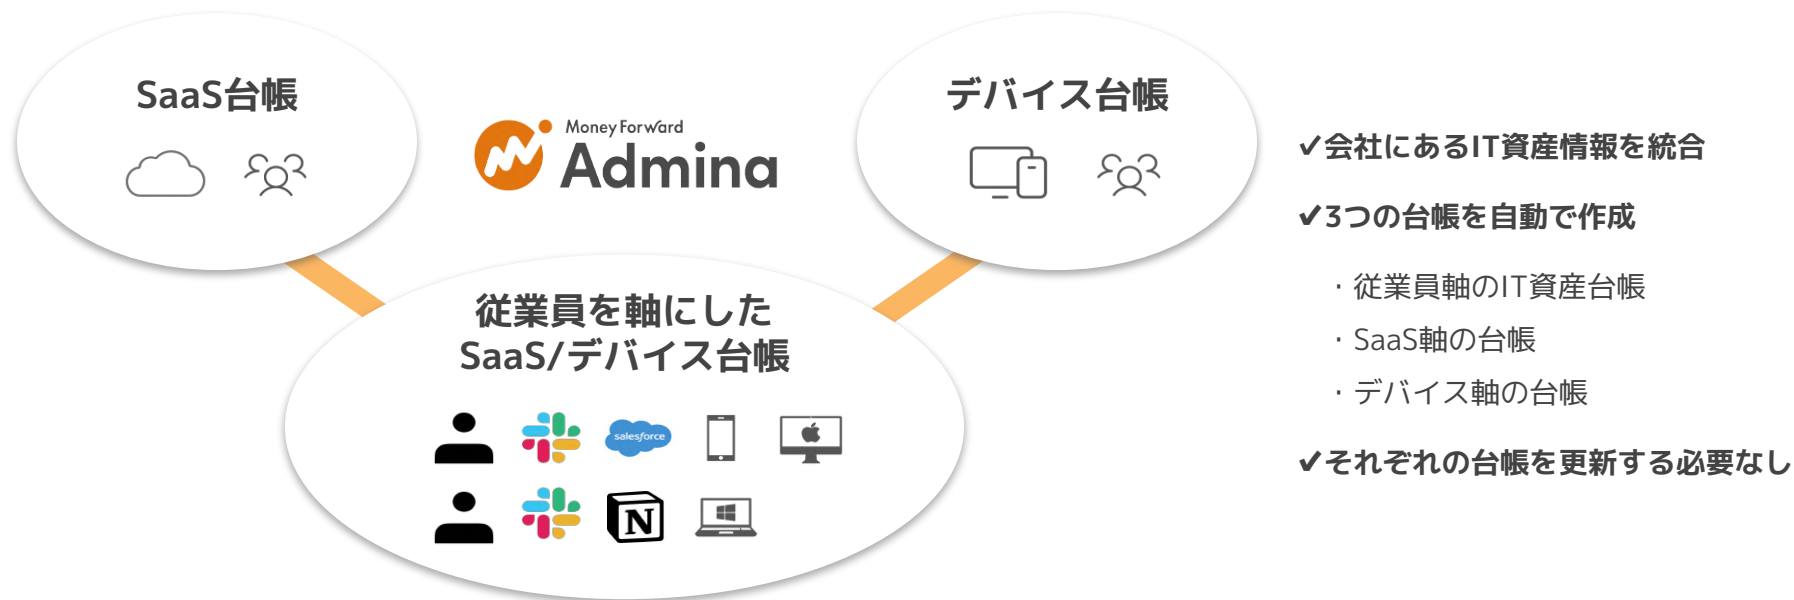 SaaS台帳
Money Forward
Admina
デバイス台帳
従業員を軸にした
SaaS/デバイス台帳
salesforce
N
✓会社にあるIT資産情報を統合
✓3つの台帳を自動で作成
・従業員軸のIT資産台帳
・SaaS軸の台帳
・デバイス軸の台帳
✓それぞれの台帳を更新する必要なし